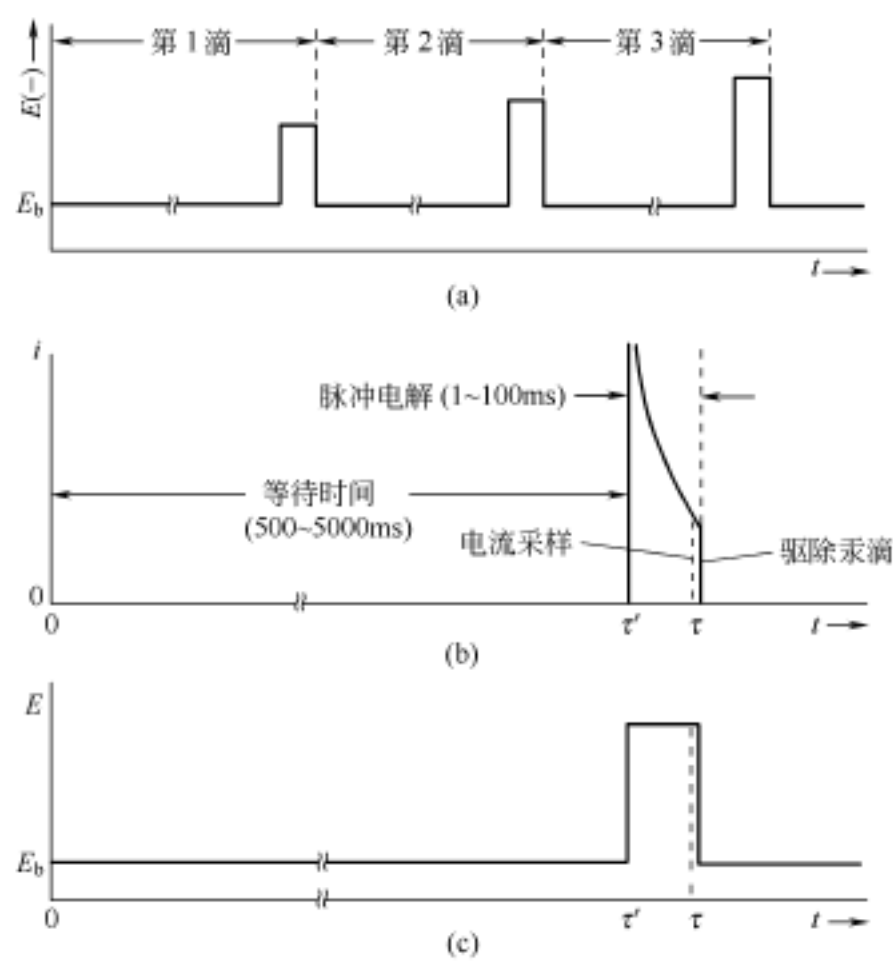 第1滴
第2滴
第3滴
E(−)
E_b
t
(a)
i
脉冲电解 (1~100ms)
等待时间
(500~5000ms)
电流采样
驱除汞滴
0
0
τ′
τ
t
(b)
E
E_b
0
τ′
τ
t
(c)